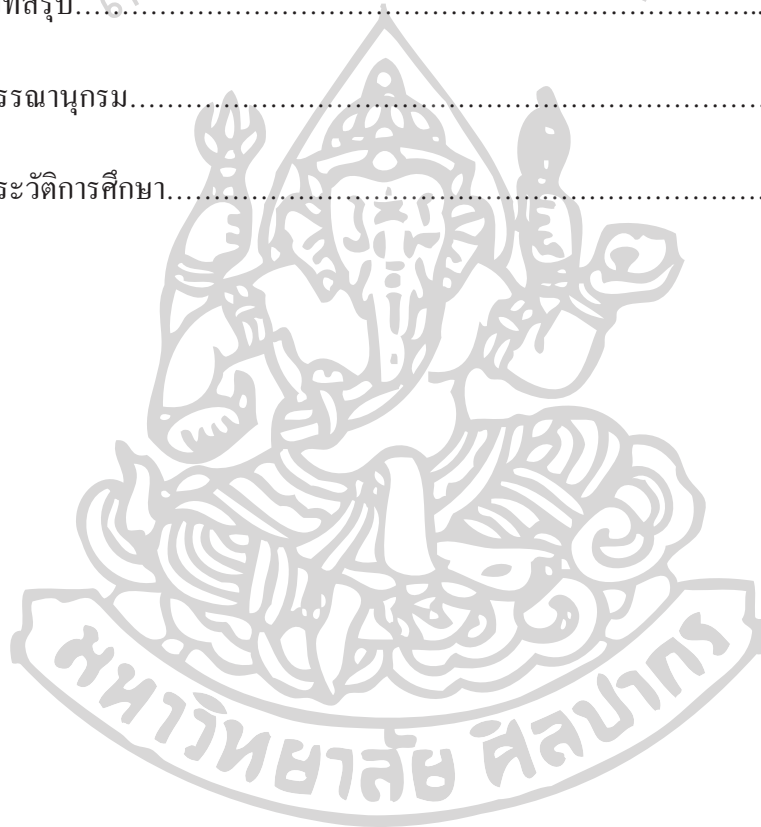 ทสรุป.......................................................................................
รรณานุกรม................................................................................
ระวัติการศึกษา..........................................................................
มหาวิทยาลัย ศิลปากร